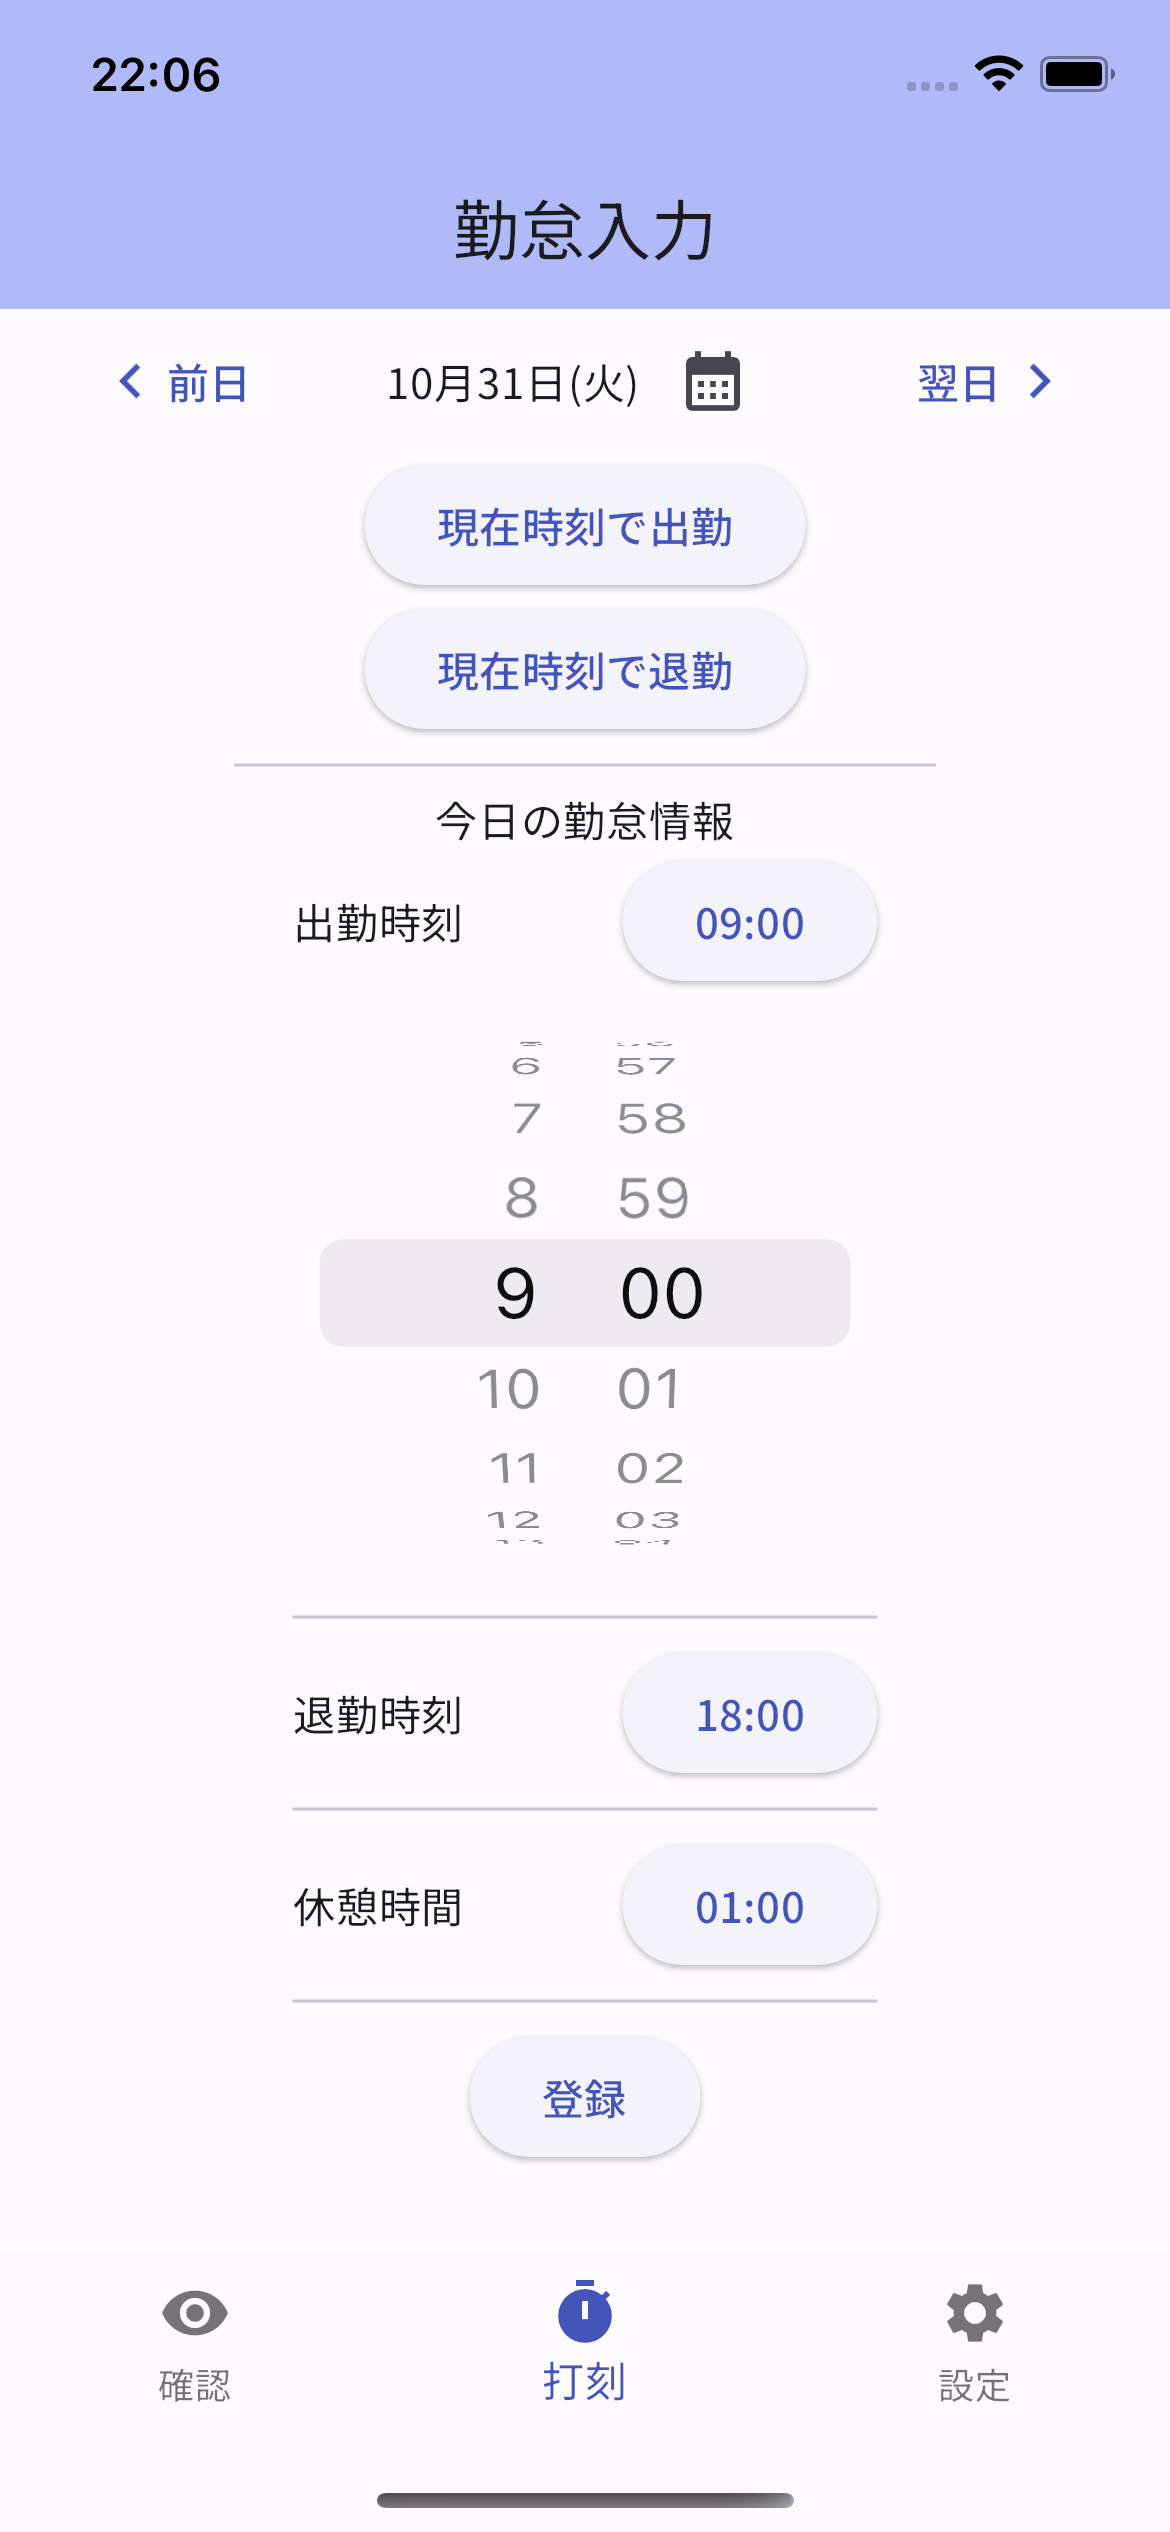 22:06
勤怠入力
前日 10月31日(火) 翌日
現在時刻で出勤
現在時刻で退勤
今日の勤怠情報
出勤時刻 09:00
6 57
7 58
8 59
9 00
10 01
11 02
12 03
退勤時刻 18:00
休憩時間 01:00
登録
確認 打刻 設定